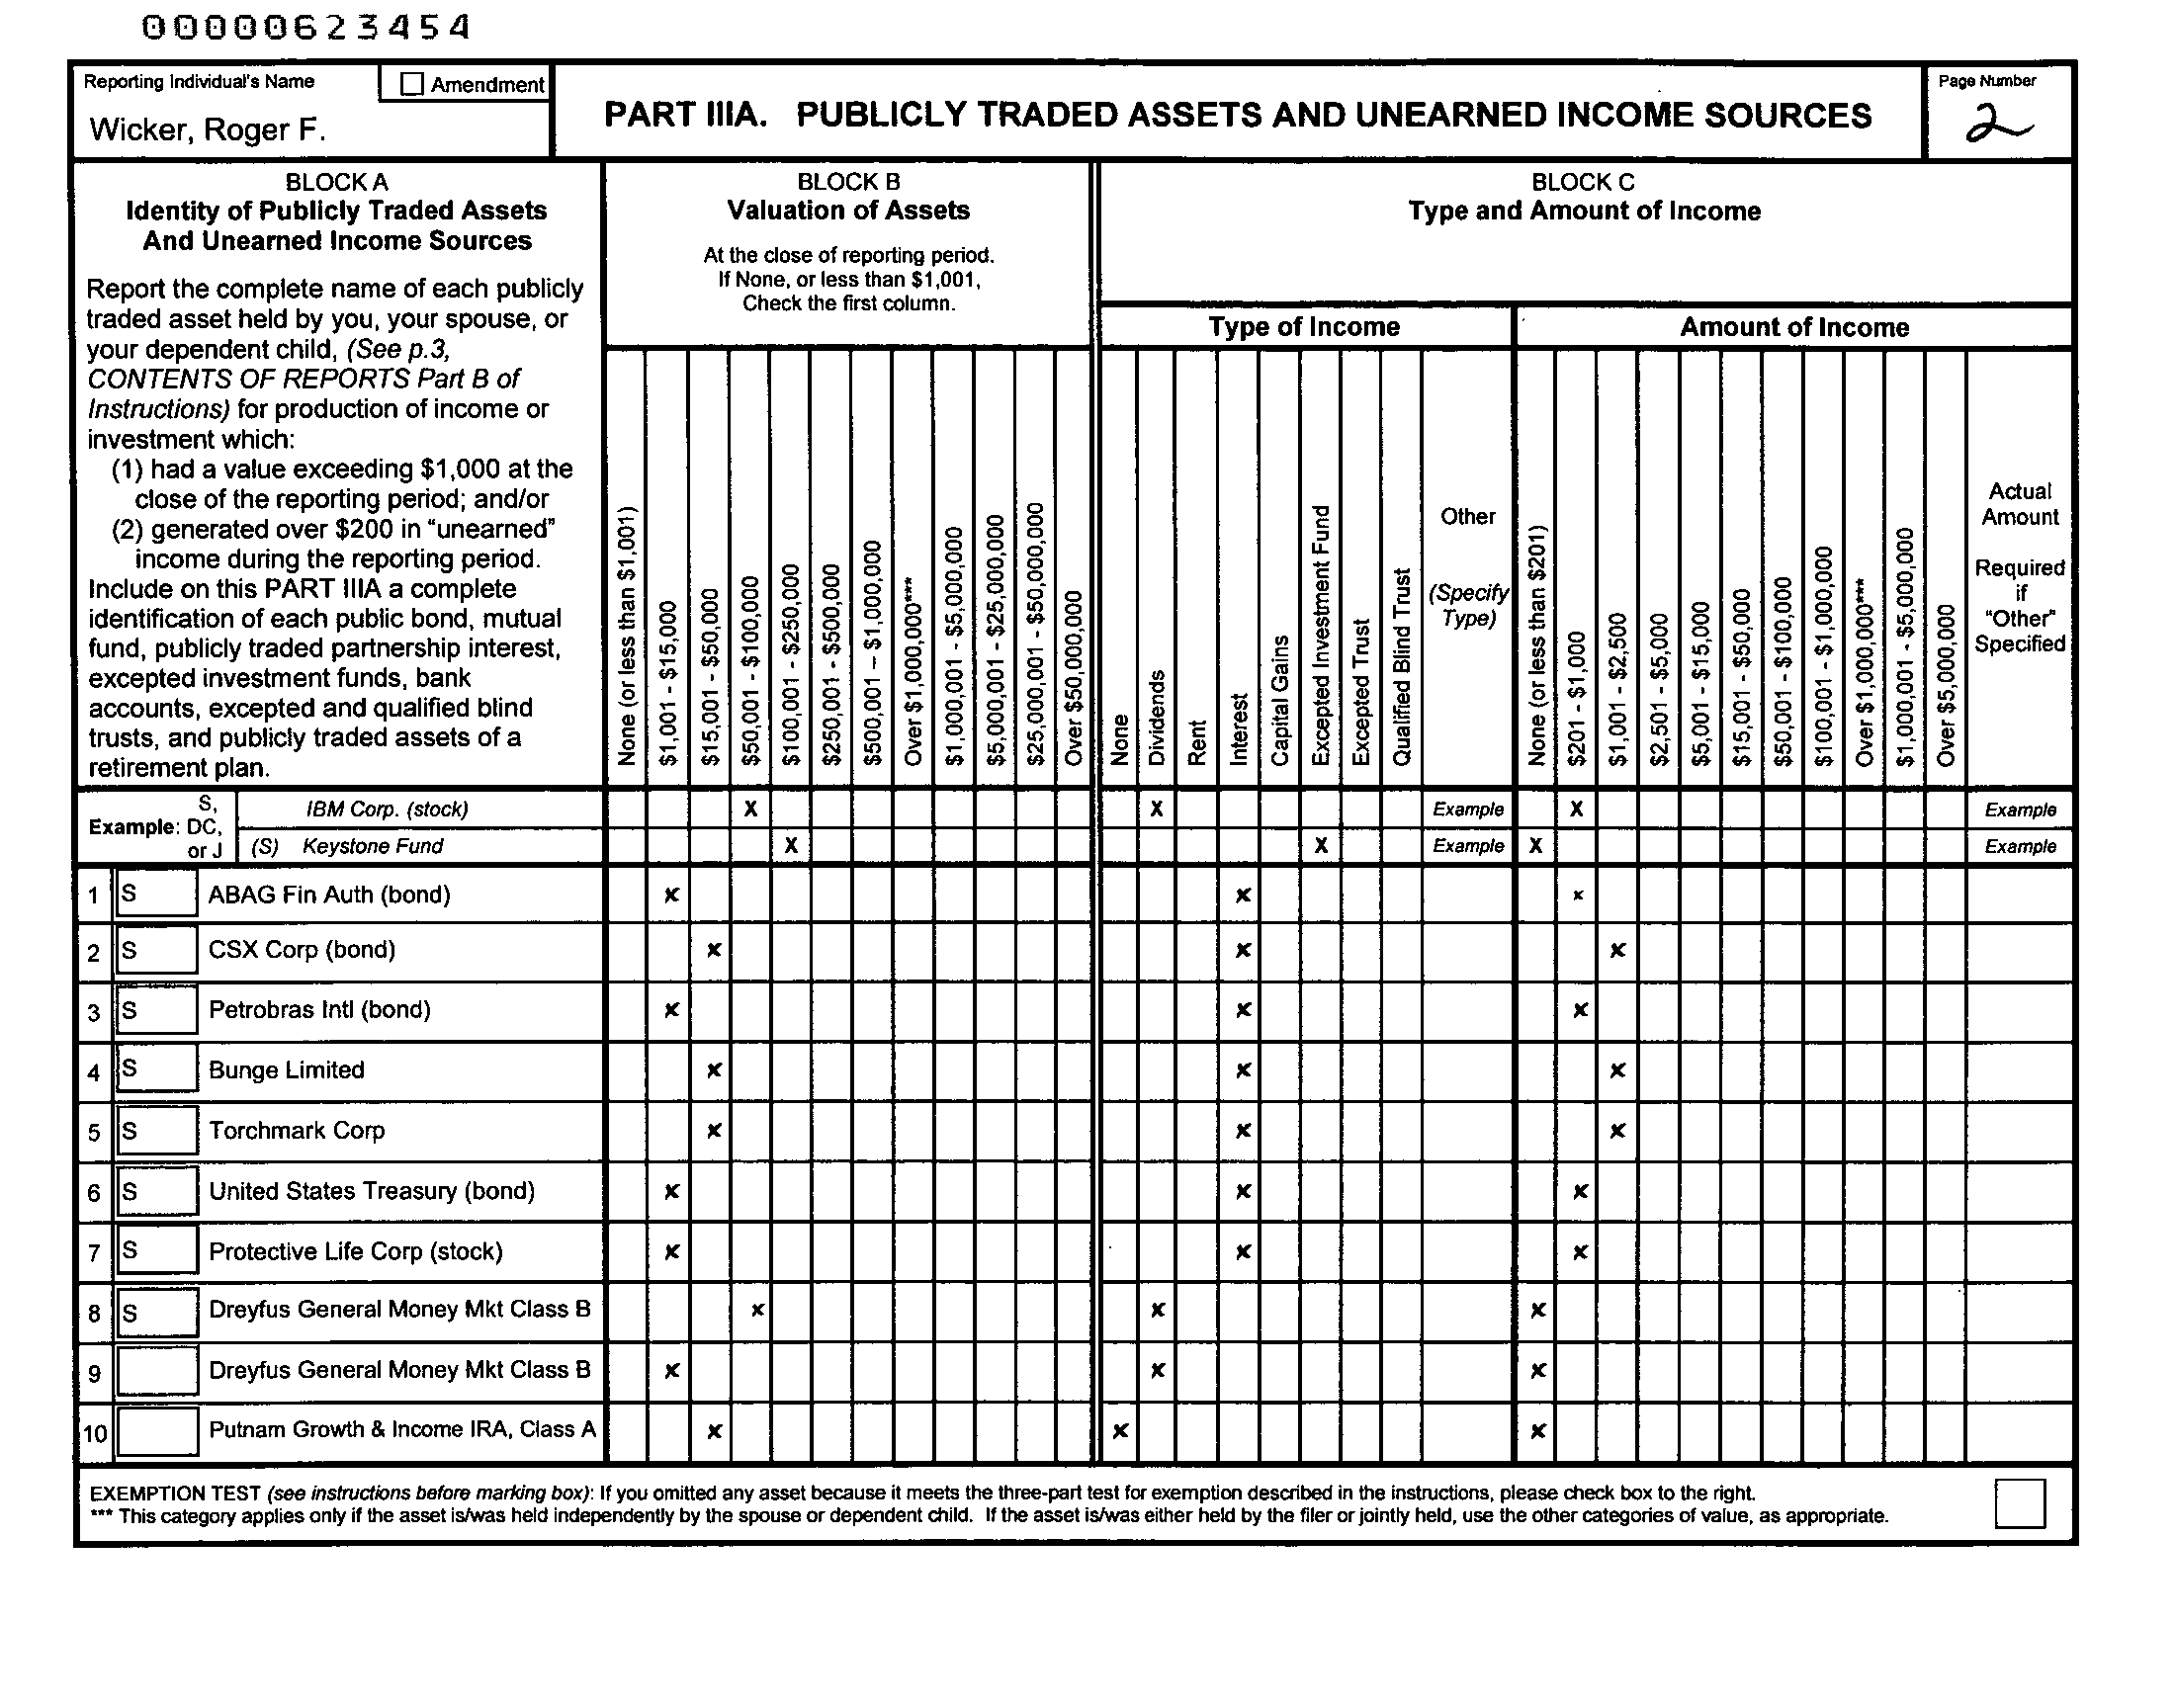 00000623454
Reporting Individual's Name
Amendment
Wicker, Roger F.
PART IIIA. PUBLICLY TRADED ASSETS AND UNEARNED INCOME SOURCES
Page Number
2
BLOCK A
Identity of Publicly Traded Assets
And Unearned Income Sources
Report the complete name of each publicly
traded asset held by you, your spouse, or
your dependent child, (See p.3,
CONTENTS OF REPORTS Part B of
Instructions) for production of income or
investment which:
(1) had a value exceeding $1,000 at the
close of the reporting period; and/or
(2) generated over $200 in "unearned"
income during the reporting period.
Include on this PART IIIA a complete
identification of each public bond, mutual
fund, publicly traded partnership interest,
excepted investment funds, bank
accounts, excepted and qualified blind
trusts, and publicly traded assets of a
retirement plan.
BLOCK B
Valuation of Assets
At the close of reporting period.
If None, or less than $1,001,
Check the first column.
None (or less than $1,001)
$1,001 - $15,000
$15,001 - $50,000
$50,001 - $100,000
$100,001 - $250,000
$250,001 - $500,000
$500,001 – $1,000,000
Over $1,000,000***
$1,000,001 - $5,000,000
$5,000,001 - $25,000,000
$25,000,001 - $50,000,000
Over $50,000,000
BLOCK C
Type and Amount of Income
Type of Income
None
Dividends
Rent
Interest
Capital Gains
Excepted Investment Fund
Excepted Trust
Qualified Blind Trust
Other
(Specify
Type)
Amount of Income
None (or less than $201)
$201 - $1,000
$1,001 - $2,500
$2,501 - $5,000
$5,001 - $15,000
$15,001 - $50,000
$50,001 - $100,000
$100,001 - $1,000,000
Over $1,000,000***
$1,000,001 - $5,000,000
Over $5,000,000
Actual
Amount
Required
if
"Other"
Specified
Example: S, DC, or J
IBM Corp. (stock) X X Example X Example
(S) Keystone Fund X X Example X Example
1 S ABAG Fin Auth (bond) x x x
2 S CSX Corp (bond) x x x
3 S Petrobras Intl (bond) x x x
4 S Bunge Limited x x x
5 S Torchmark Corp x x x
6 S United States Treasury (bond) x x x
7 S Protective Life Corp (stock) x x x
8 S Dreyfus General Money Mkt Class B x x x
9 Dreyfus General Money Mkt Class B x x x
10 Putnam Growth & Income IRA, Class A x x x
EXEMPTION TEST (see instructions before marking box): If you omitted any asset because it meets the three-part test for exemption described in the instructions, please check box to the right.
*** This category applies only if the asset is/was held independently by the spouse or dependent child. If the asset is/was either held by the filer or jointly held, use the other categories of value, as appropriate.